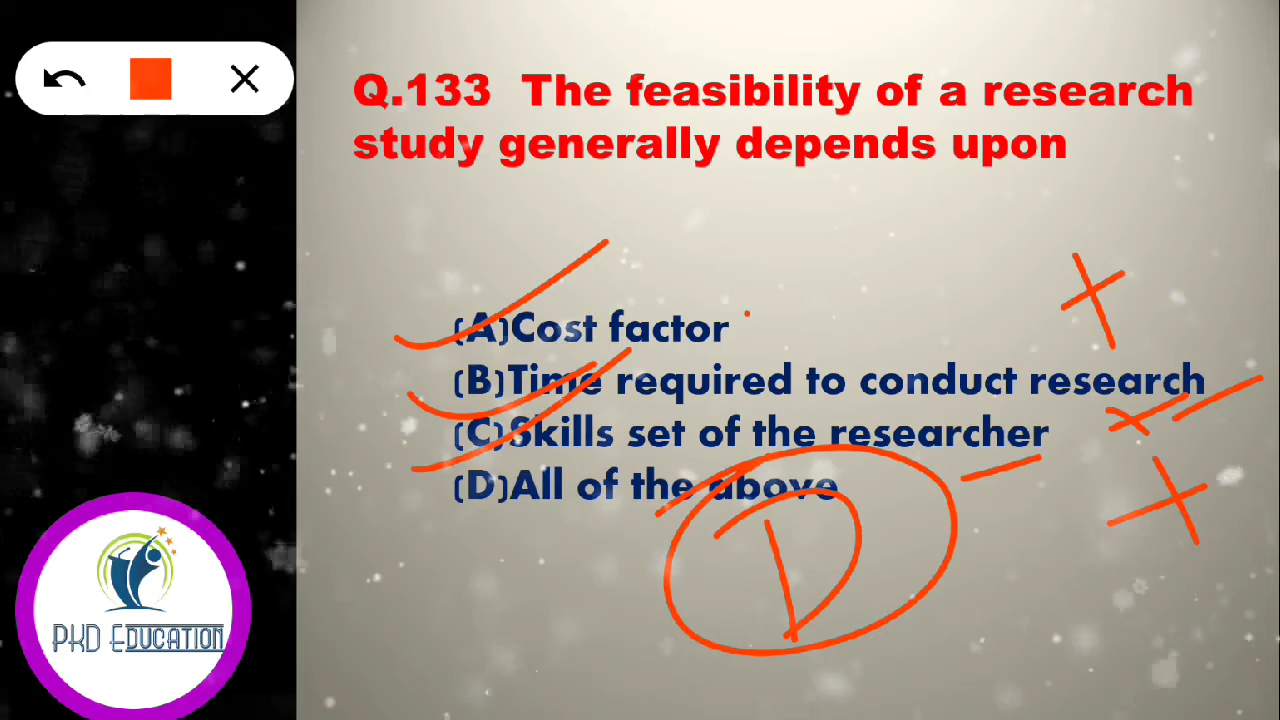 Q.133 The feasibility of a research
study generally depends upon
(A)Cost factor
(B)Time required to conduct research
(C)Skills set of the researcher
(D)All of the above
D
PKD EDUCATION